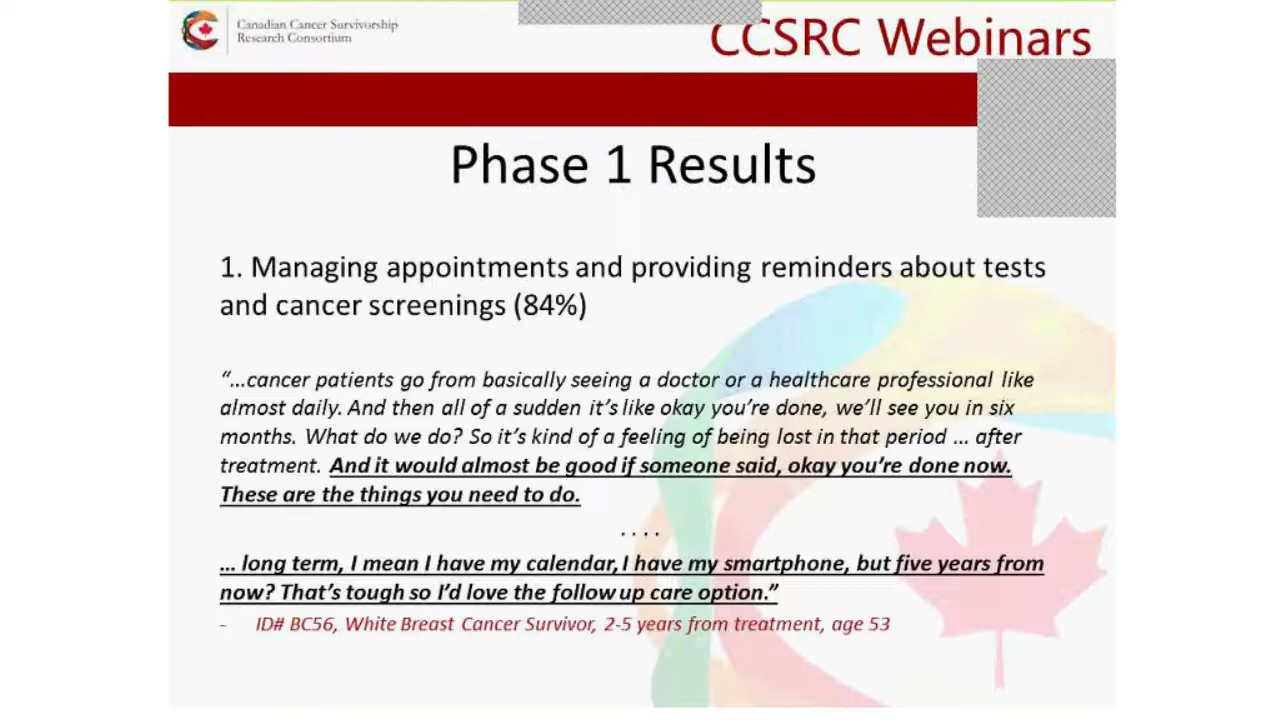 Canadian Cancer Survivorship
Research Consortium
CCSRC Webinars
Phase 1 Results
1. Managing appointments and providing reminders about tests
and cancer screenings (84%)
“…cancer patients go from basically seeing a doctor or a healthcare professional like
almost daily. And then all of a sudden it’s like okay you’re done, we’ll see you in six
months. What do we do? So it’s kind of a feeling of being lost in that period … after
treatment. And it would almost be good if someone said, okay you’re done now.
These are the things you need to do.
. . . .
… long term, I mean I have my calendar, I have my smartphone, but five years from
now? That’s tough so I’d love the follow up care option.”
- ID# BC56, White Breast Cancer Survivor, 2-5 years from treatment, age 53